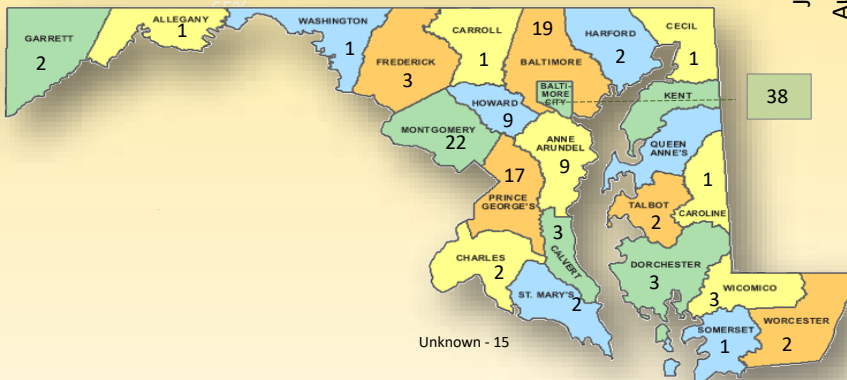 GARRETT
2
ALLEGANY
1
WASHINGTON
1
FREDERICK
3
CARROLL
1
19
BALTIMORE
HARFORD
2
CECIL
1
BALTI-
MORE
CITY
38
KENT
HOWARD
9
MONTGOMERY
22
ANNE
ARUNDEL
9
QUEEN
ANNE'S
17
PRINCE
GEORGE'S
1
CAROLINE
TALBOT
2
3
CALVERT
CHARLES
2
ST. MARY'S
2
DORCHESTER
3
WICOMICO
3
SOMERSET
1
WORCESTER
2
Unknown - 15